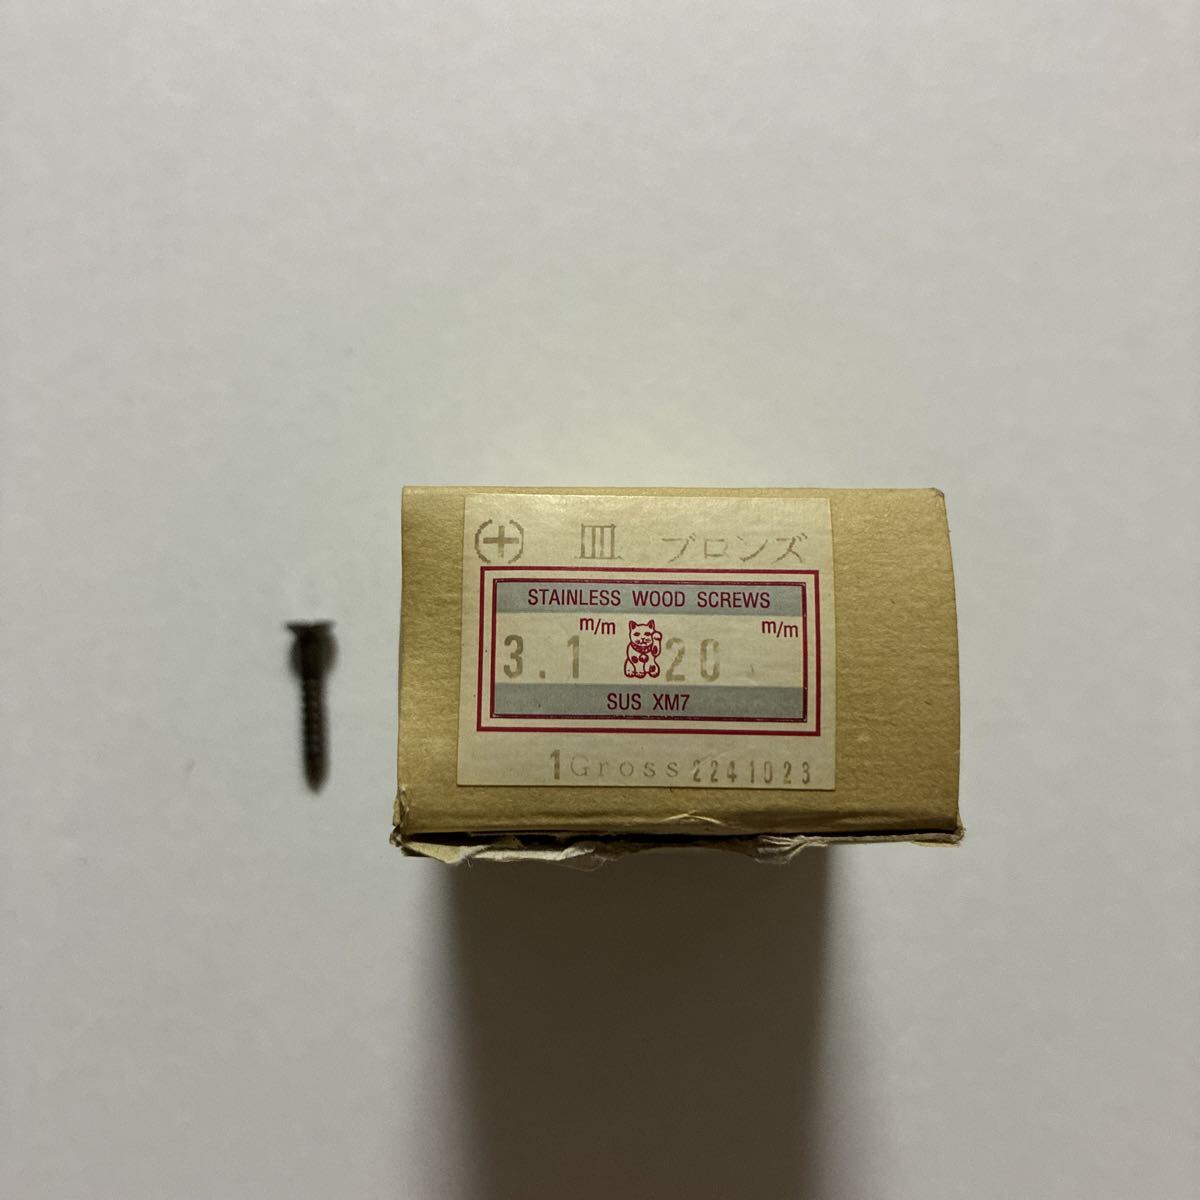 (+) 皿 ブロンズ
STAINLESS WOOD SCREWS
3.1 m/m 20 m/m
SUS XM7
1Gross 2241023